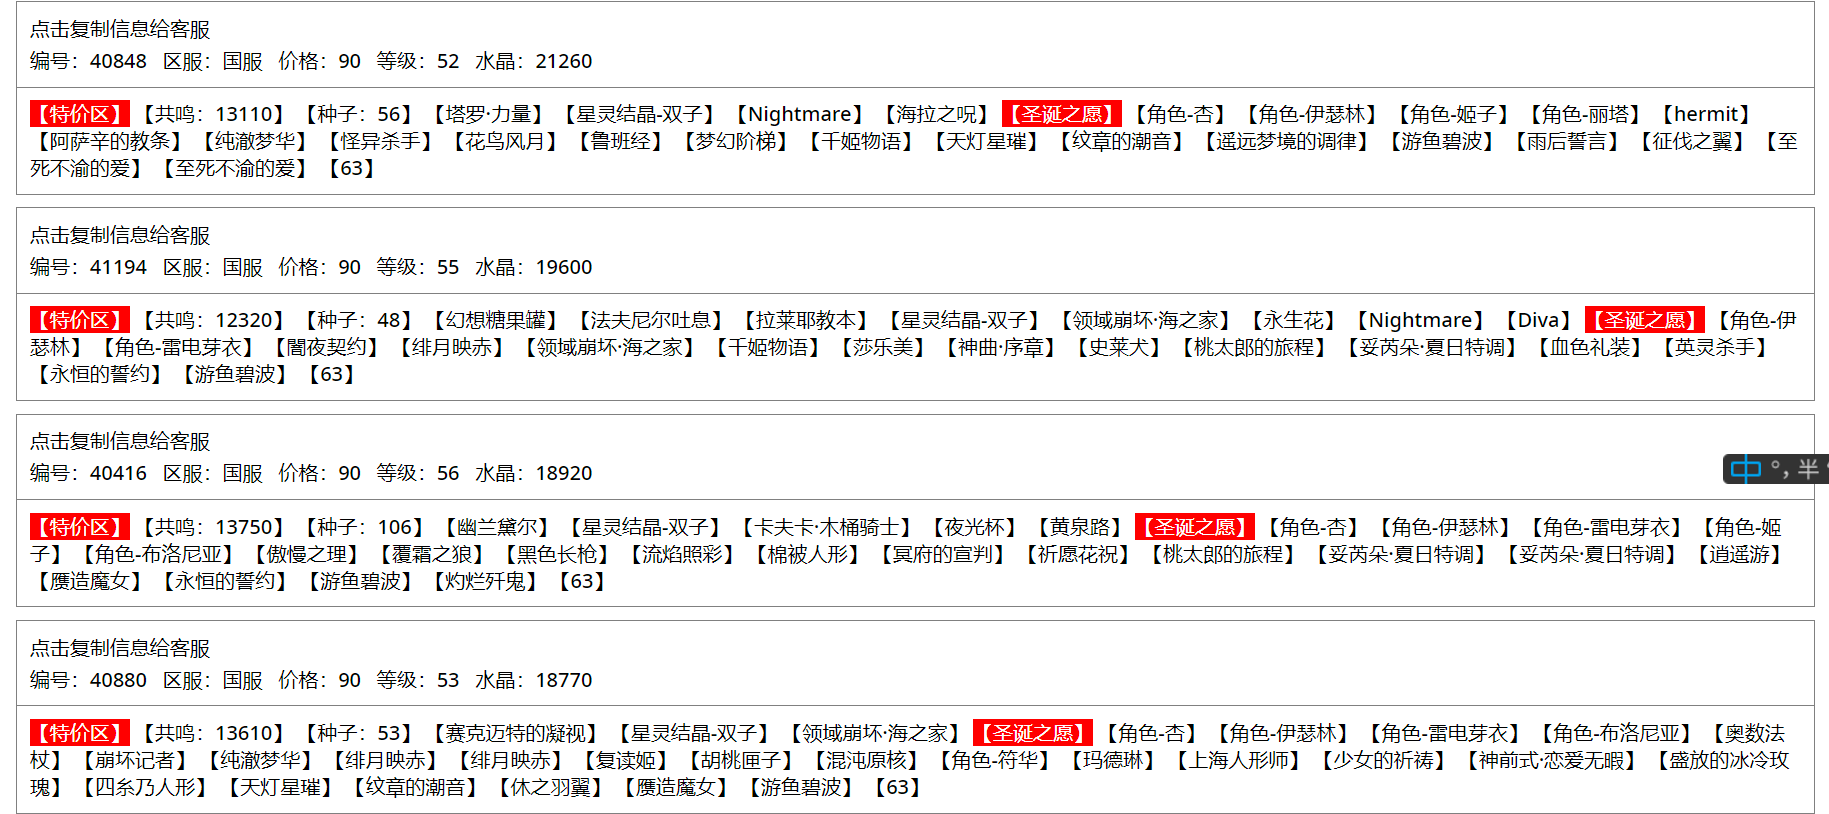 点击复制信息给客服
编号：40848 区服：国服 价格：90 等级：52 水晶：21260
【特价区】【共鸣：13110】【种子：56】【塔罗·力量】【星灵结晶-双子】【Nightmare】【海拉之呪】【圣诞之愿】【角色-杏】【角色-伊瑟林】【角色-姬子】【角色-丽塔】【hermit】
【阿萨辛的教条】【纯澈梦华】【怪异杀手】【花鸟风月】【鲁班经】【梦幻阶梯】【千姬物语】【天灯星璀】【纹章的潮音】【遥远梦境的调律】【游鱼碧波】【雨后誓言】【征伐之翼】【至
死不渝的爱】【至死不渝的爱】【63】
点击复制信息给客服
编号：41194 区服：国服 价格：90 等级：55 水晶：19600
【特价区】【共鸣：12320】【种子：48】【幻想糖果罐】【法夫尼尔吐息】【拉莱耶教本】【星灵结晶-双子】【领域崩坏·海之家】【永生花】【Nightmare】【Diva】【圣诞之愿】【角色-伊
瑟林】【角色-雷电芽衣】【闇夜契约】【绯月映赤】【领域崩坏·海之家】【千姬物语】【莎乐美】【神曲·序章】【史莱犬】【桃太郎的旅程】【妥芮朵·夏日特调】【血色礼装】【英灵杀手】
【永恒的誓约】【游鱼碧波】【63】
点击复制信息给客服
编号：40416 区服：国服 价格：90 等级：56 水晶：18920
【特价区】【共鸣：13750】【种子：106】【幽兰黛尔】【星灵结晶-双子】【卡夫卡·木桶骑士】【夜光杯】【黄泉路】【圣诞之愿】【角色-杏】【角色-伊瑟林】【角色-雷电芽衣】【角色-姬
子】【角色-布洛尼亚】【傲慢之理】【覆霜之狼】【黑色长枪】【流焰照彩】【棉被人形】【冥府的宣判】【祈愿花祝】【桃太郎的旅程】【妥芮朵·夏日特调】【妥芮朵·夏日特调】【逍遥游】
【赝造魔女】【永恒的誓约】【游鱼碧波】【灼烂歼鬼】【63】
中 °, 半
点击复制信息给客服
编号：40880 区服：国服 价格：90 等级：53 水晶：18770
【特价区】【共鸣：13610】【种子：53】【赛克迈特的凝视】【星灵结晶-双子】【领域崩坏·海之家】【圣诞之愿】【角色-杏】【角色-伊瑟林】【角色-雷电芽衣】【角色-布洛尼亚】【奥数法
杖】【崩坏记者】【纯澈梦华】【绯月映赤】【绯月映赤】【复读姬】【胡桃匣子】【混沌原核】【角色-符华】【玛德琳】【上海人形师】【少女的祈祷】【神前式·恋爱无暇】【盛放的冰冷玫
瑰】【四糸乃人形】【天灯星璀】【纹章的潮音】【休之羽翼】【赝造魔女】【游鱼碧波】【63】